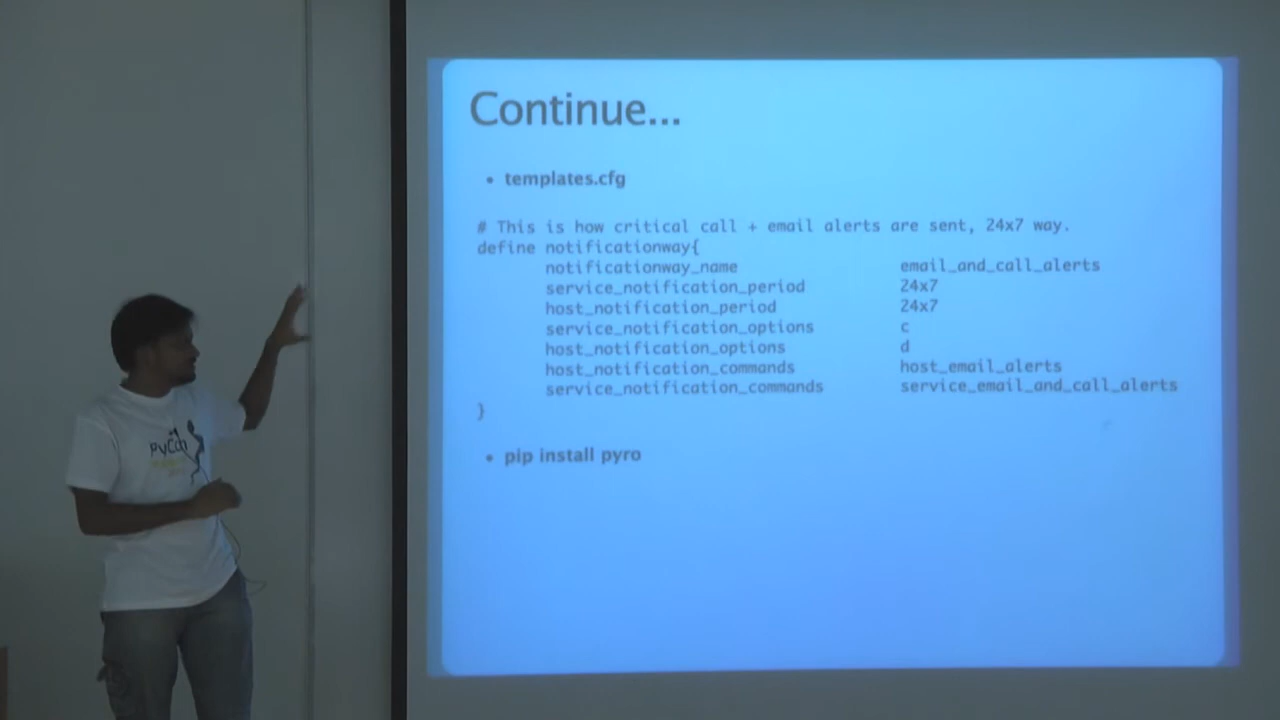 Continue...
• templates.cfg
# This is how critical call + email alerts are sent, 24x7 way.
define notificationway{
notificationway_name email_and_call_alerts
service_notification_period 24x7
host_notification_period 24x7
service_notification_options c
host_notification_options d
host_notification_commands host_email_alerts
service_notification_commands service_email_and_call_alerts
}
• pip install pyro
PyCon